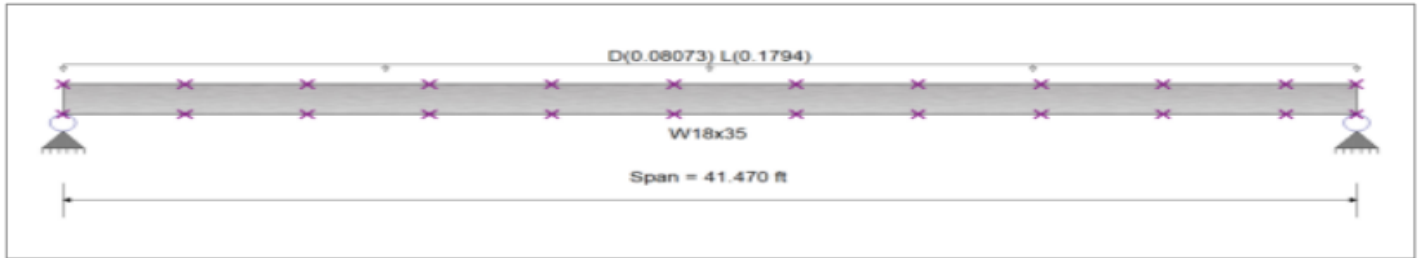 D(0.08073) L(0.1794)
W18x35
Span = 41.470 ft